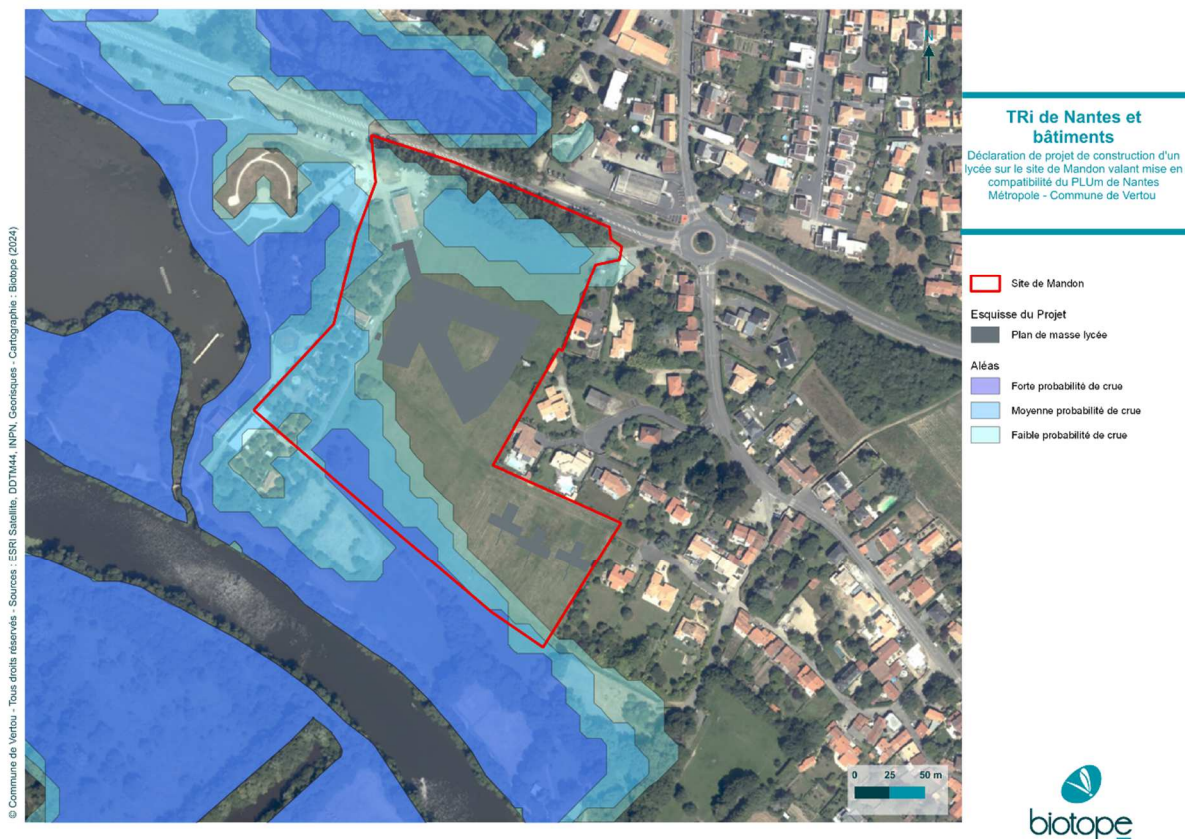 TRi de Nantes et
bâtiments
Déclaration de projet de construction d'un
lycée sur le site de Mandon valant mise en
compatibilité du PLUm de Nantes
Métropole - Commune de Vertou
Site de Mandon
Esquisse du Projet
Plan de masse lycée
Aléas
Forte probabilité de crue
Moyenne probabilité de crue
Faible probabilité de crue
N
0 25 50 m
biotope
© Commune de Vertou - Tous droits réservés - Sources : ESRI Satellite, DDTM44, INPN, Georisques - Cartographie : Biotope (2024)